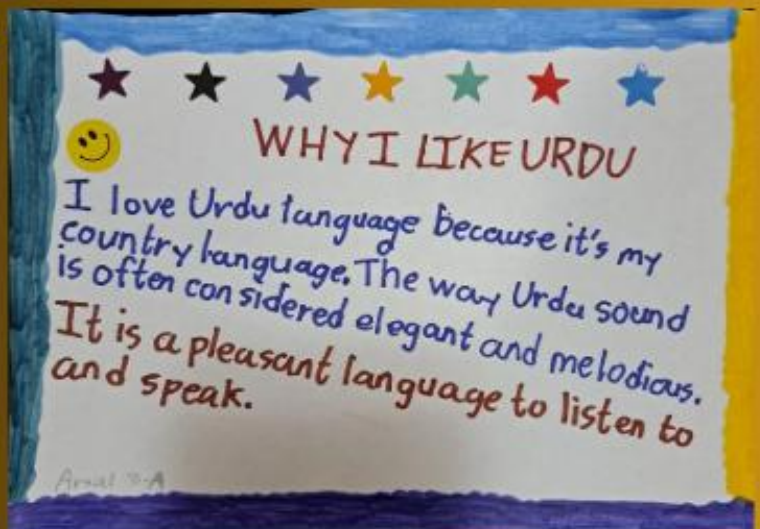 WHY I LIKE URDU
I love Urdu language because it's my
country language. The way Urdu sound
is often considered elegant and melodious.
It is a pleasant language to listen to
and speak.